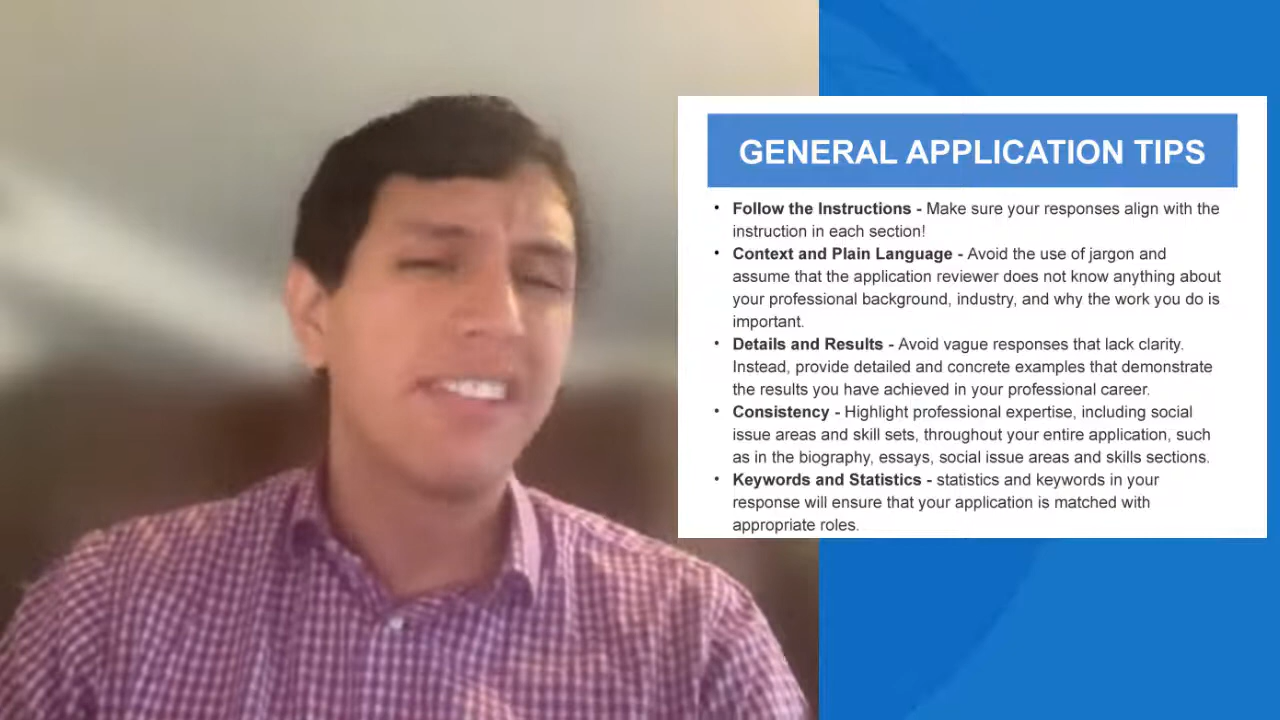 GENERAL APPLICATION TIPS
• Follow the Instructions - Make sure your responses align with the
instruction in each section!
• Context and Plain Language - Avoid the use of jargon and
assume that the application reviewer does not know anything about
your professional background, industry, and why the work you do is
important.
• Details and Results - Avoid vague responses that lack clarity.
Instead, provide detailed and concrete examples that demonstrate
the results you have achieved in your professional career.
• Consistency - Highlight professional expertise, including social
issue areas and skill sets, throughout your entire application, such
as in the biography, essays, social issue areas and skills sections.
• Keywords and Statistics - statistics and keywords in your
response will ensure that your application is matched with
appropriate roles.